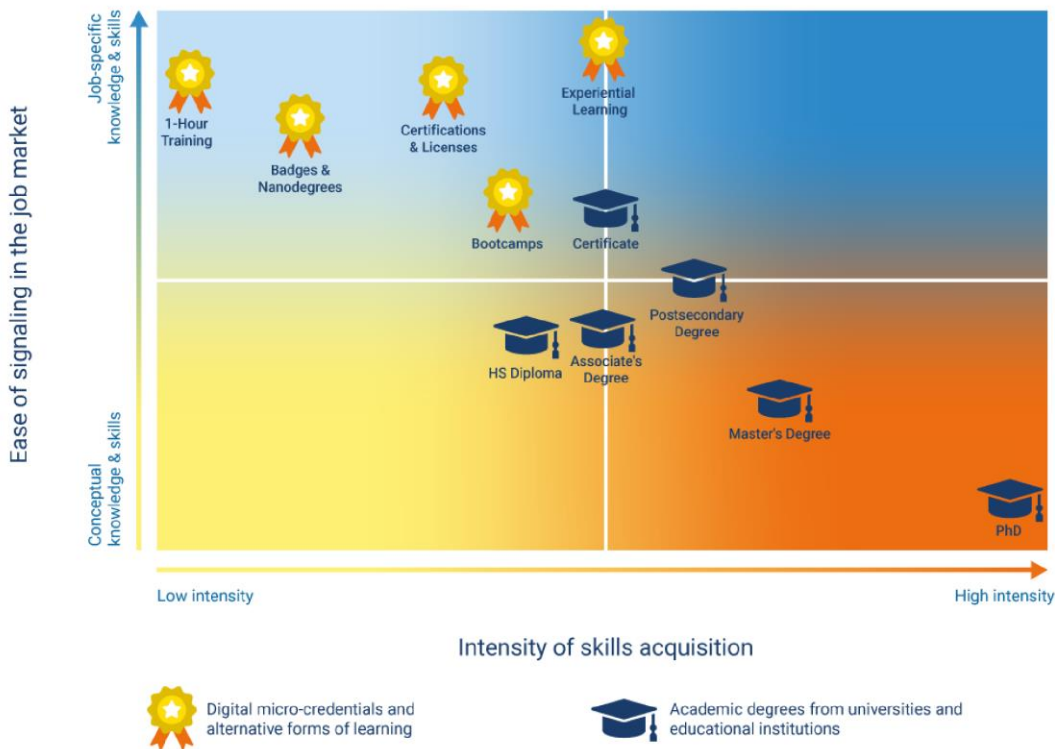 Ease of signaling in the job market
Job-specific
knowledge & skills
Conceptual
knowledge & skills
1-Hour
Training
Badges &
Nanodegrees
Certifications
& Licenses
Experiential
Learning
Bootcamps
Certificate
Postsecondary
Degree
HS Diploma
Associate's
Degree
Master's Degree
PhD
Low intensity
High intensity
Intensity of skills acquisition
Digital micro-credentials and
alternative forms of learning
Academic degrees from universities and
educational institutions